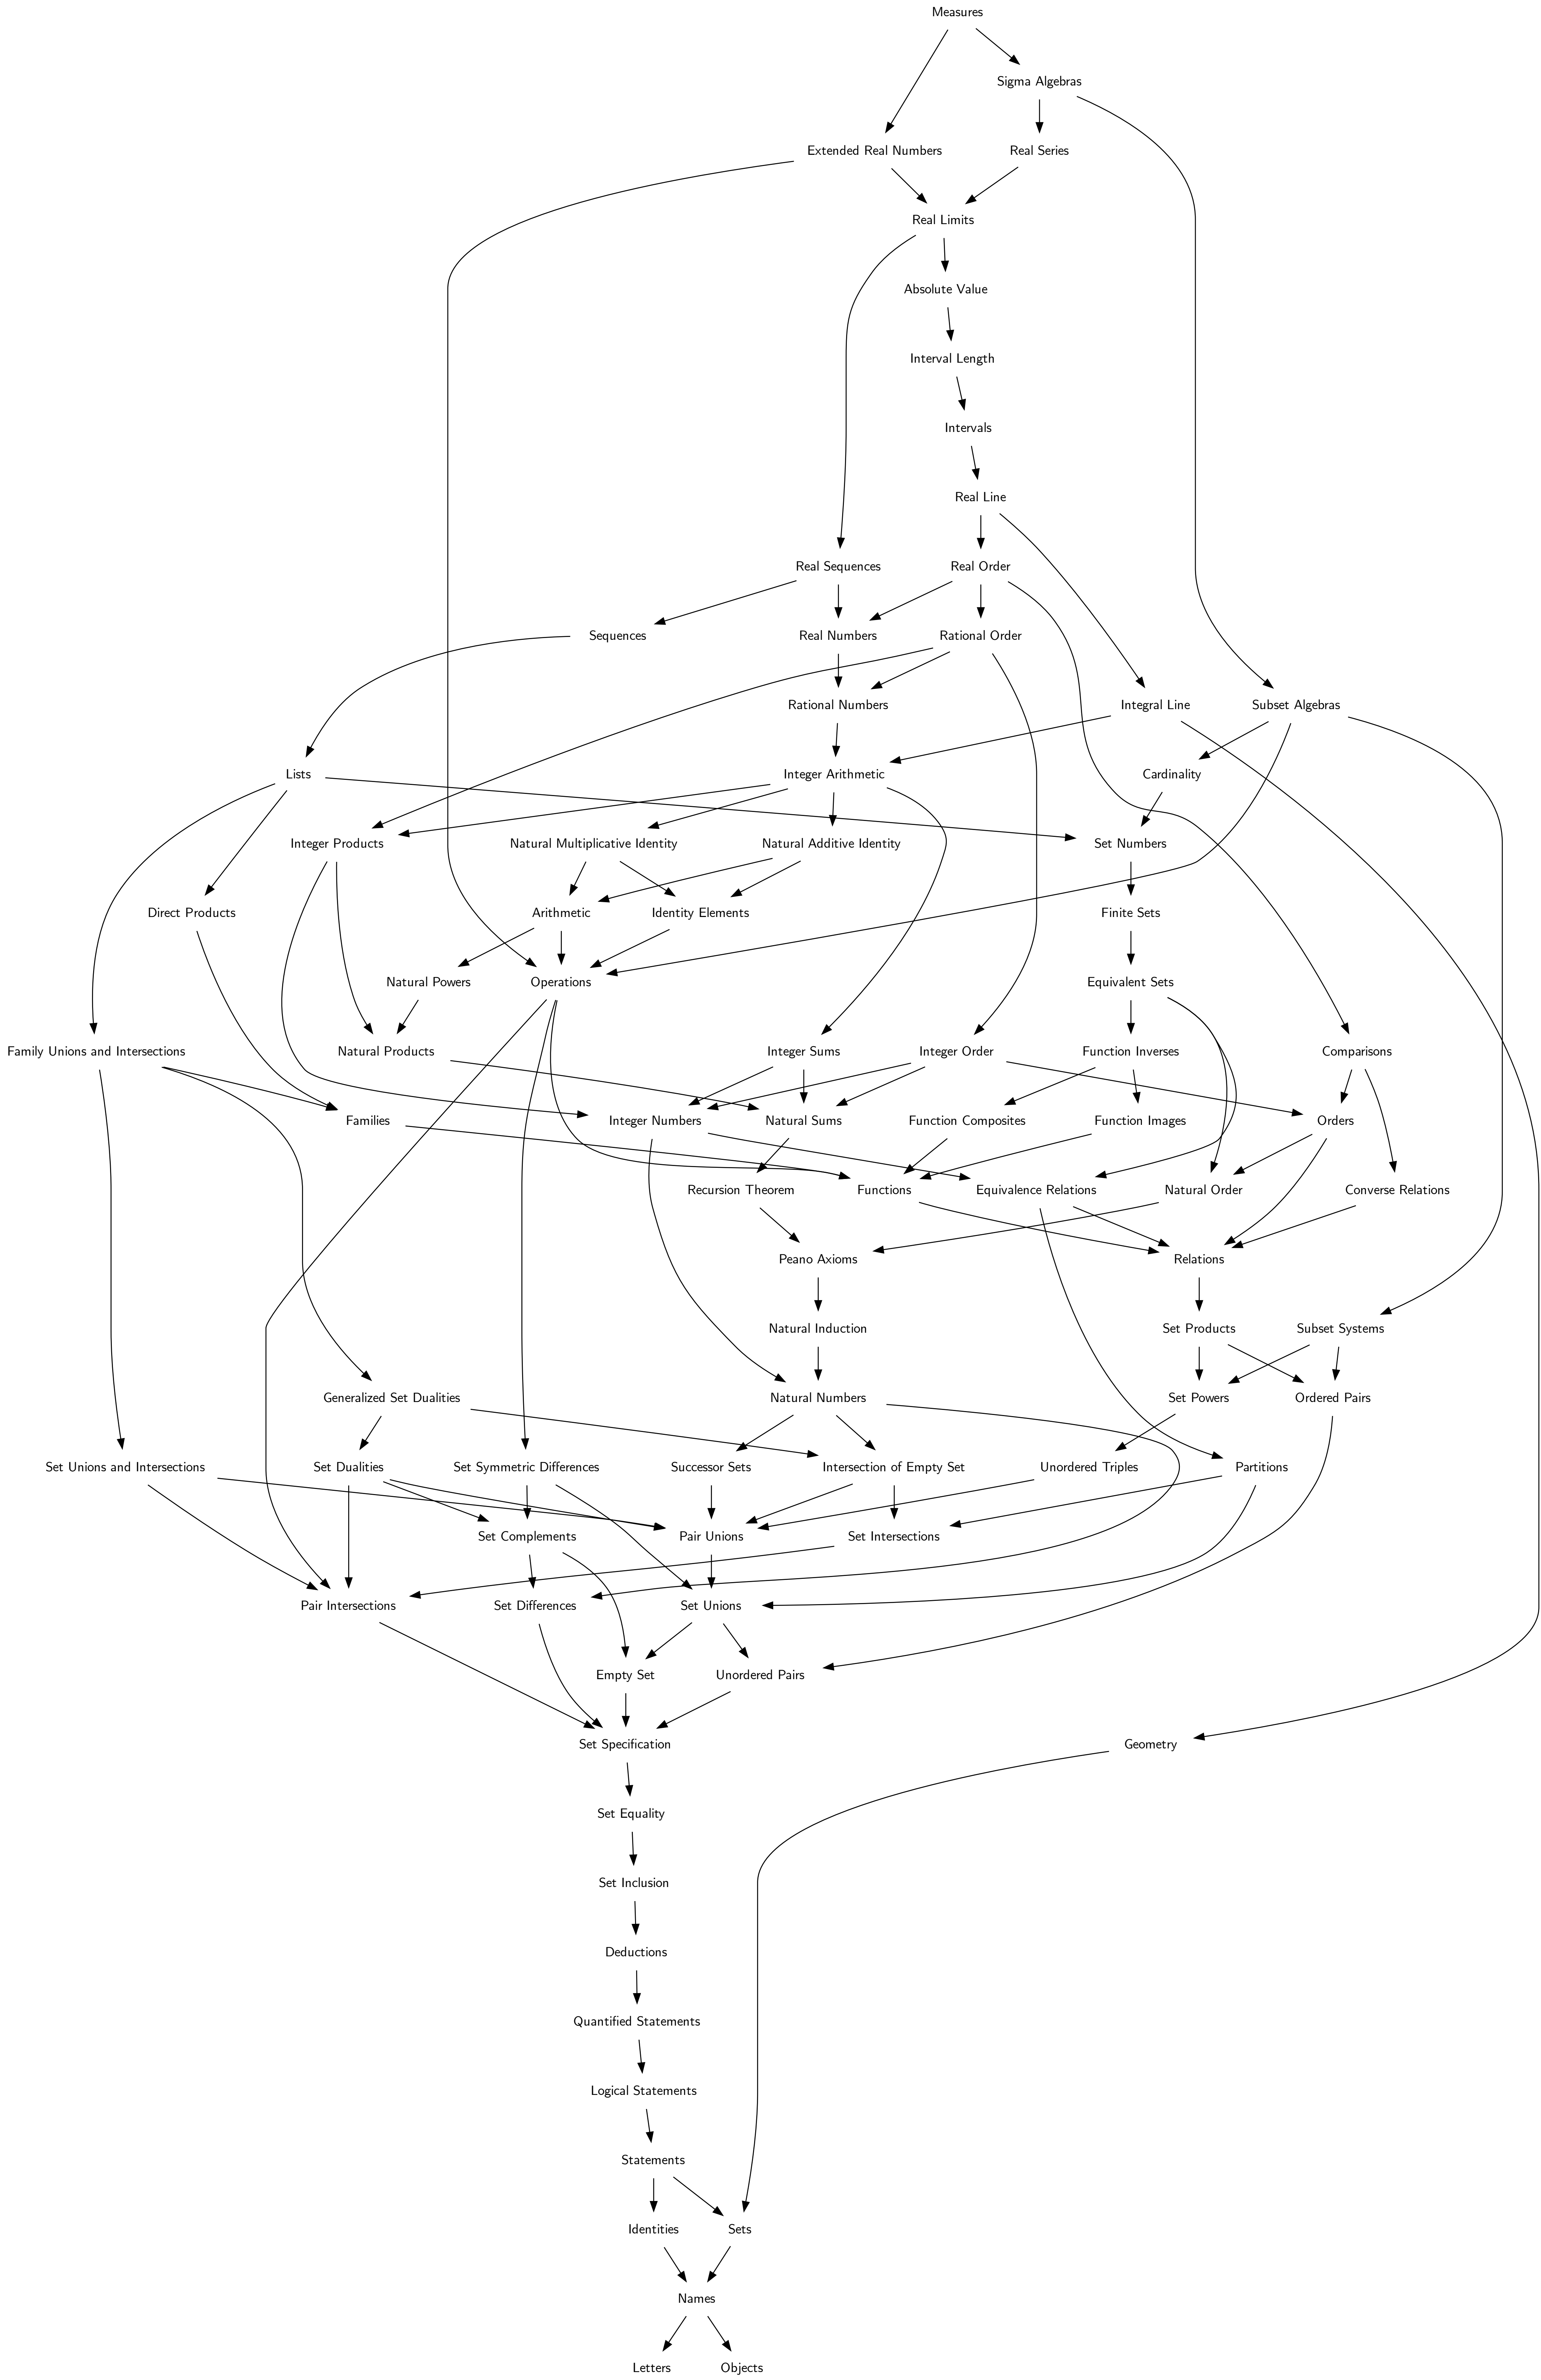 Measures
Sigma Algebras
Extended Real Numbers
Real Series
Real Limits
Absolute Value
Interval Length
Intervals
Real Line
Real Sequences
Real Order
Sequences
Real Numbers
Rational Order
Rational Numbers
Integral Line
Subset Algebras
Lists
Integer Arithmetic
Cardinality
Integer Products
Natural Multiplicative Identity
Natural Additive Identity
Set Numbers
Direct Products
Arithmetic
Identity Elements
Finite Sets
Natural Powers
Operations
Equivalent Sets
Family Unions and Intersections
Natural Products
Integer Sums
Integer Order
Function Inverses
Comparisons
Families
Integer Numbers
Natural Sums
Function Composites
Function Images
Orders
Recursion Theorem
Functions
Equivalence Relations
Natural Order
Converse Relations
Peano Axioms
Relations
Natural Induction
Set Products
Subset Systems
Generalized Set Dualities
Natural Numbers
Set Powers
Ordered Pairs
Set Unions and Intersections
Set Dualities
Set Symmetric Differences
Successor Sets
Intersection of Empty Set
Unordered Triples
Partitions
Set Complements
Pair Unions
Set Intersections
Pair Intersections
Set Differences
Set Unions
Empty Set
Unordered Pairs
Set Specification
Geometry
Set Equality
Set Inclusion
Deductions
Quantified Statements
Logical Statements
Statements
Identities
Sets
Names
Letters
Objects